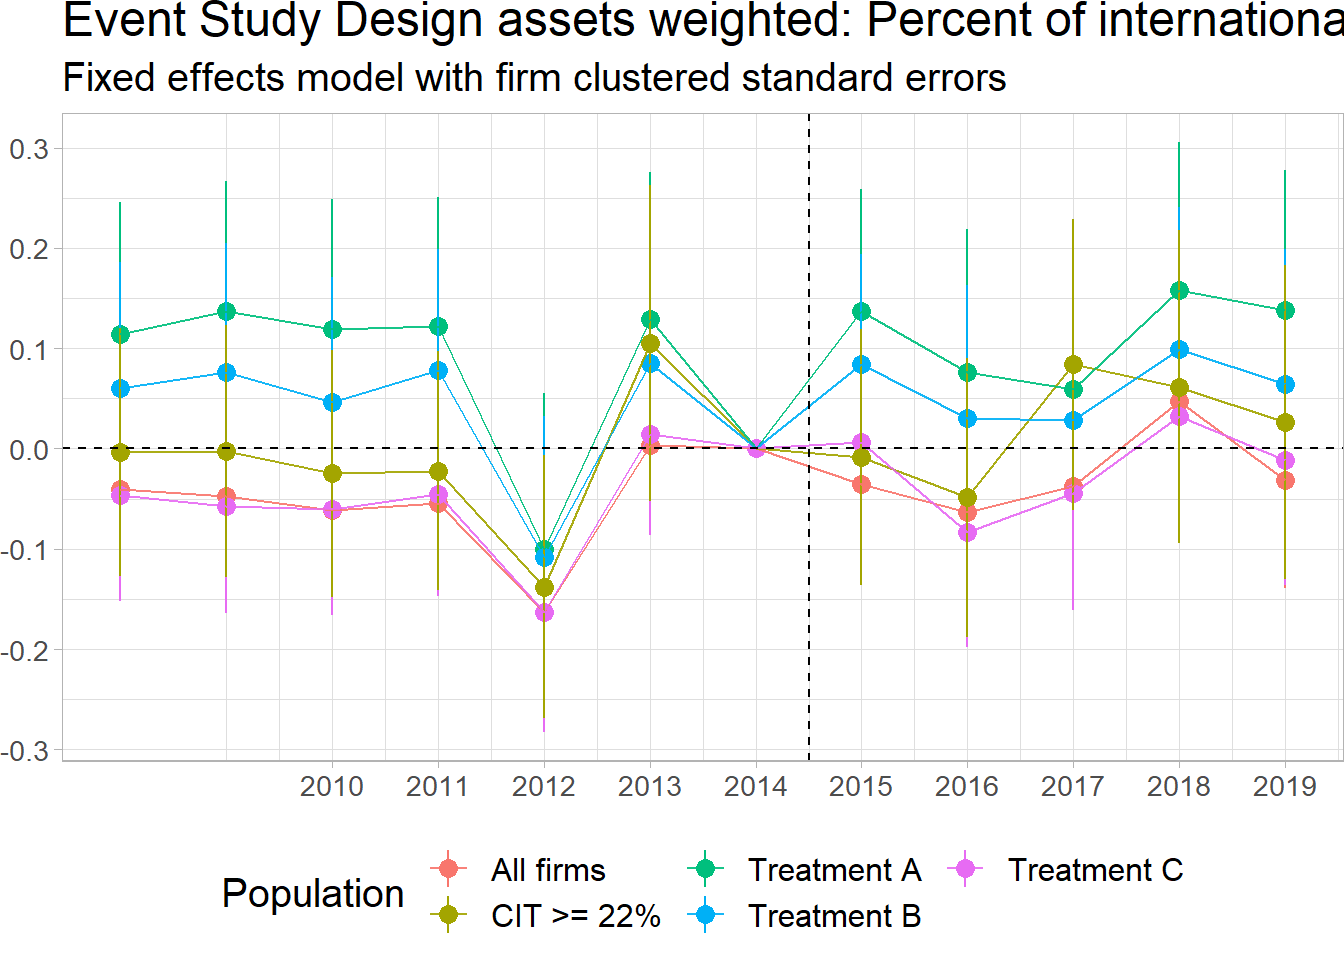 Event Study Design assets weighted: Percent of internationa
Fixed effects model with firm clustered standard errors
0.3
0.2
0.1
0.0
-0.1
-0.2
-0.3
2010 2011 2012 2013 2014 2015 2016 2017 2018 2019
Population
All firms Treatment A Treatment C
CIT >= 22% Treatment B